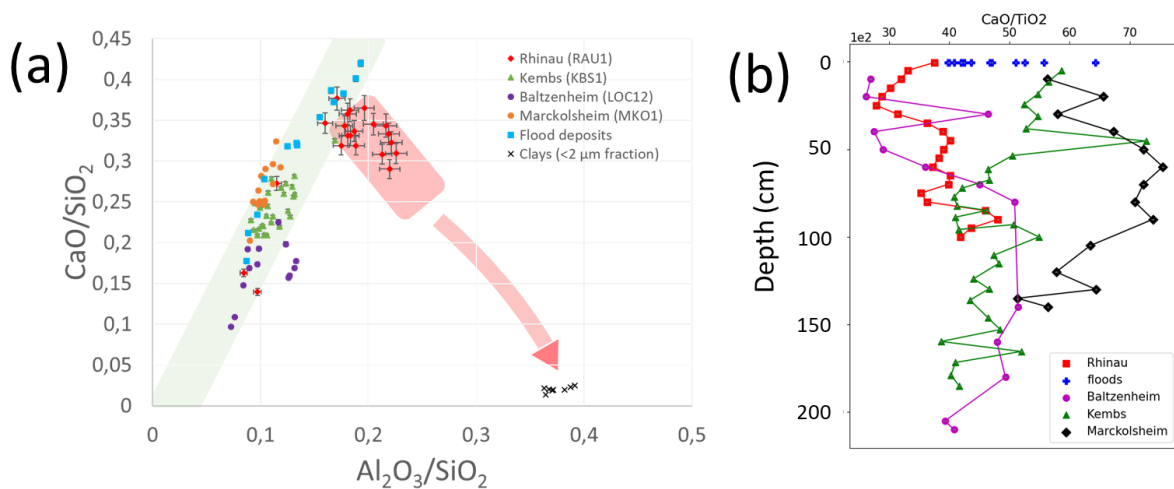 (a)
0,45
0,4
0,35
0,3
0,25
0,2
0,15
0,1
0,05
0
CaO/SiO₂
0 0,1 0,2 0,3 0,4 0,5
Al₂O₃/SiO₂
Rhinau (RAU1)
Kembs (KBS1)
Baltzenheim (LOC12)
Marckolsheim (MKO1)
Flood deposits
Clays (<2 µm fraction)
(b)
CaO/TiO2
1e2 30 40 50 60 70
0
50
100
150
200
Depth (cm)
Rhinau
floods
Baltzenheim
Kembs
Marckolsheim